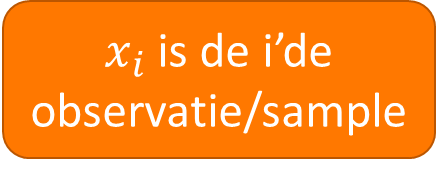 𝑥ᵢ is de i’de
observatie/sample